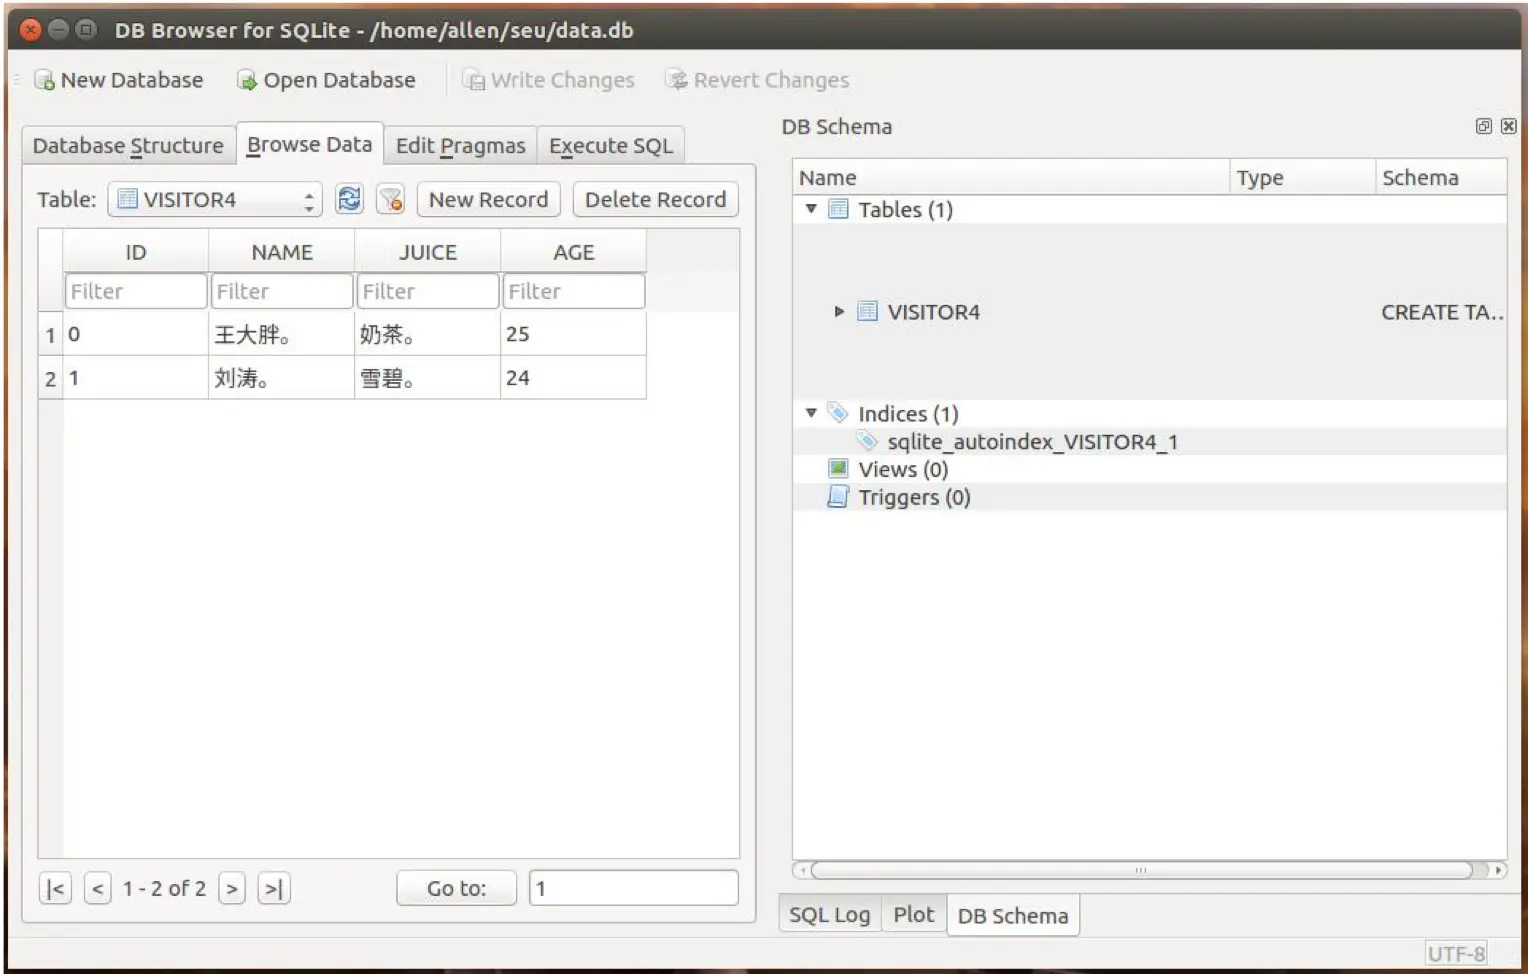 DB Browser for SQLite - /home/allen/seu/data.db
New Database Open Database Write Changes Revert Changes
Database Structure Browse Data Edit Pragmas Execute SQL
Table: VISITOR4 New Record Delete Record
ID NAME JUICE AGE
Filter Filter Filter Filter
1 0 王大胖。 奶茶。 25
2 1 刘涛。 雪碧。 24
|< < 1 - 2 of 2 > >| Go to: 1
DB Schema
Name Type Schema
Tables (1)
VISITOR4 CREATE TA..
Indices (1)
sqlite_autoindex_VISITOR4_1
Views (0)
Triggers (0)
SQL Log Plot DB Schema
UTF-8